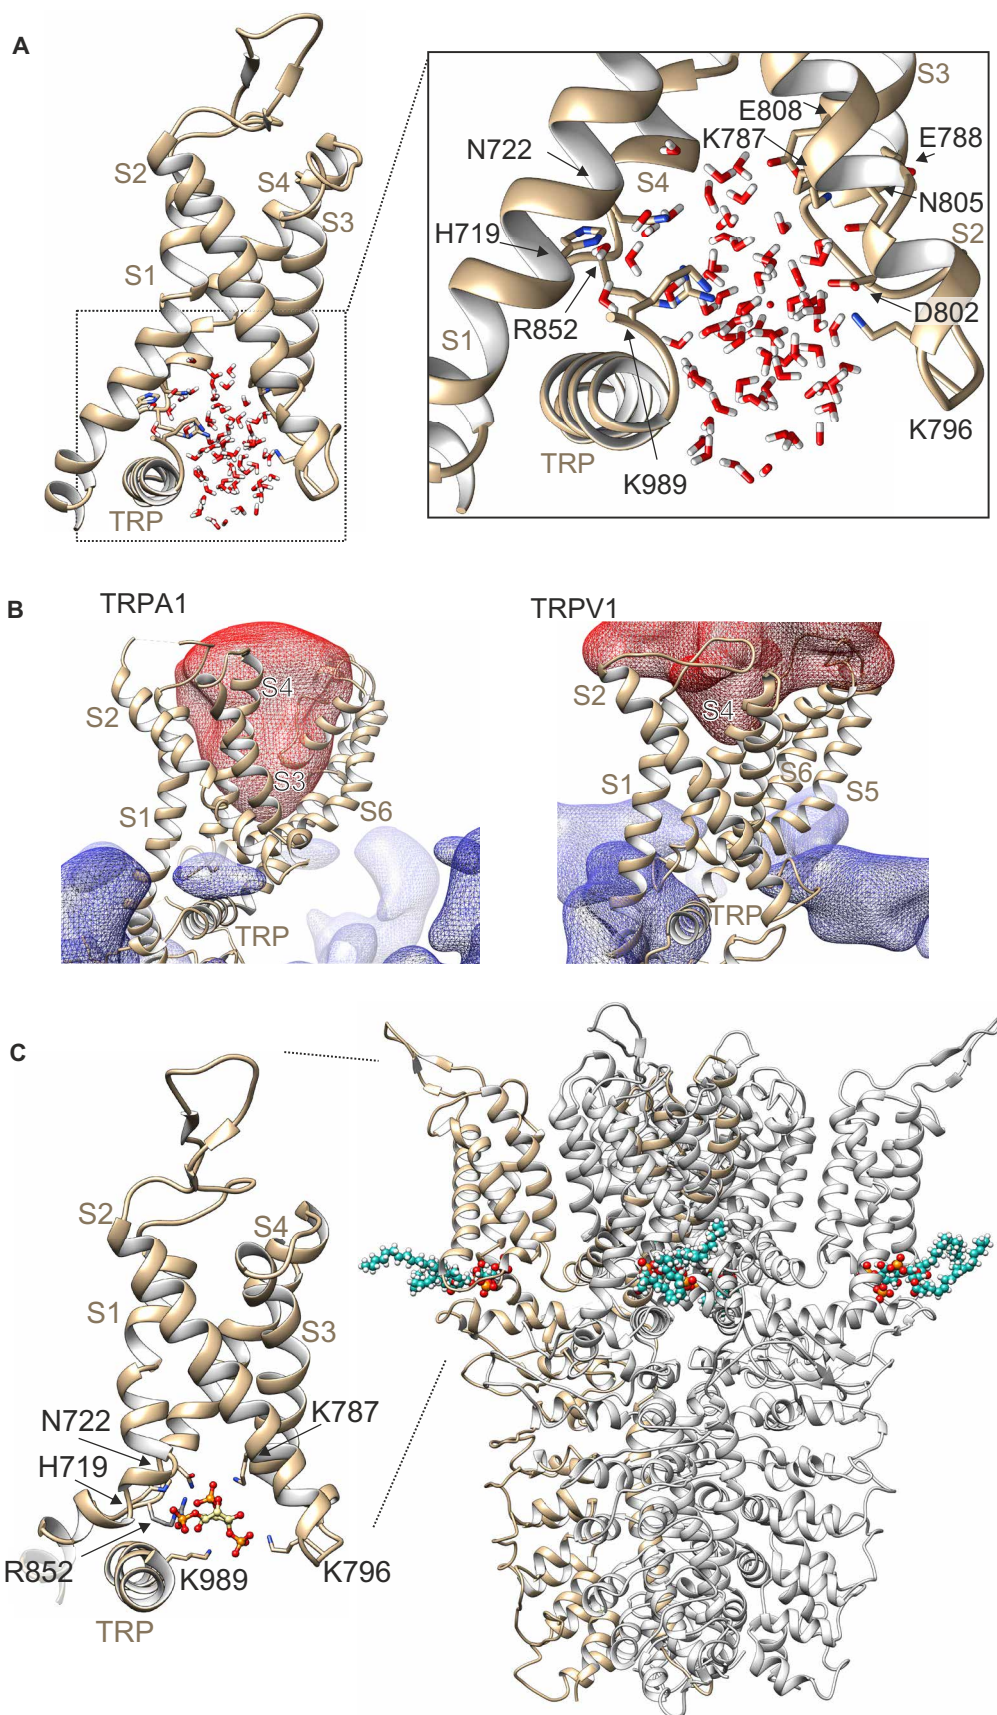 A
S2
S4
S3
S1
TRP
S3
E808
K787
E788
N722
S4
N805
S2
H719
D802
R852
S1
K796
TRP
K989
B
TRPA1
TRPV1
S4
S2
S2
S4
S3
S6
S1
S6
S1
S5
TRP
TRP
C
S2
S4
S1
S3
N722
K787
H719
R852
K989
K796
TRP